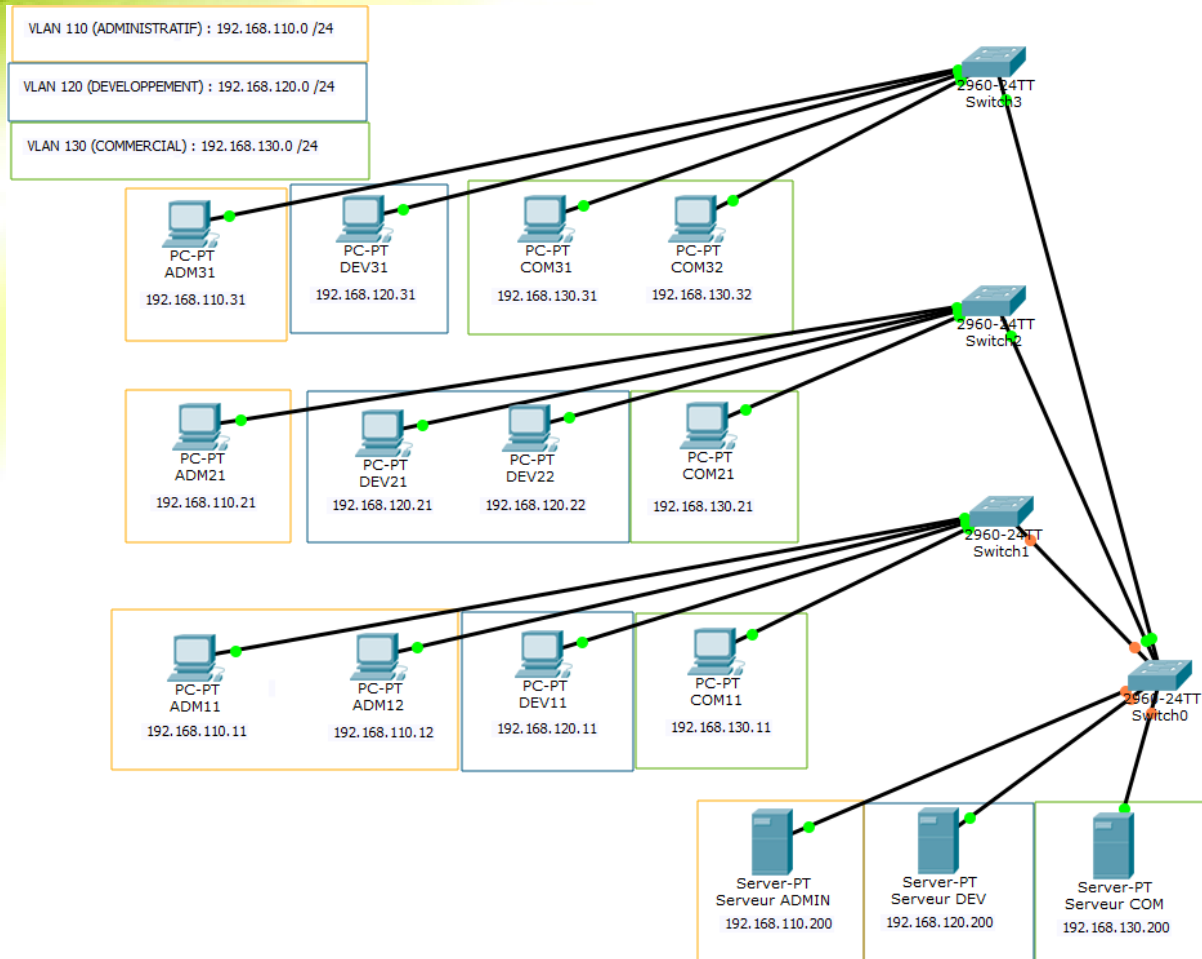 VLAN 110 (ADMINISTRATIF) : 192.168.110.0 /24
VLAN 120 (DEVELOPPEMENT) : 192.168.120.0 /24
VLAN 130 (COMMERCIAL) : 192.168.130.0 /24
2960-24TT
Switch3
PC-PT
ADM31
192.168.110.31
PC-PT
DEV31
192.168.120.31
PC-PT
COM31
192.168.130.31
PC-PT
COM32
192.168.130.32
2960-24TT
Switch2
PC-PT
ADM21
192.168.110.21
PC-PT
DEV21
192.168.120.21
PC-PT
DEV22
192.168.120.22
PC-PT
COM21
192.168.130.21
2960-24TT
Switch1
PC-PT
ADM11
192.168.110.11
PC-PT
ADM12
192.168.110.12
PC-PT
DEV11
192.168.120.11
PC-PT
COM11
192.168.130.11
2960-24TT
Switch0
Server-PT
Serveur ADMIN
192.168.110.200
Server-PT
Serveur DEV
192.168.120.200
Server-PT
Serveur COM
192.168.130.200